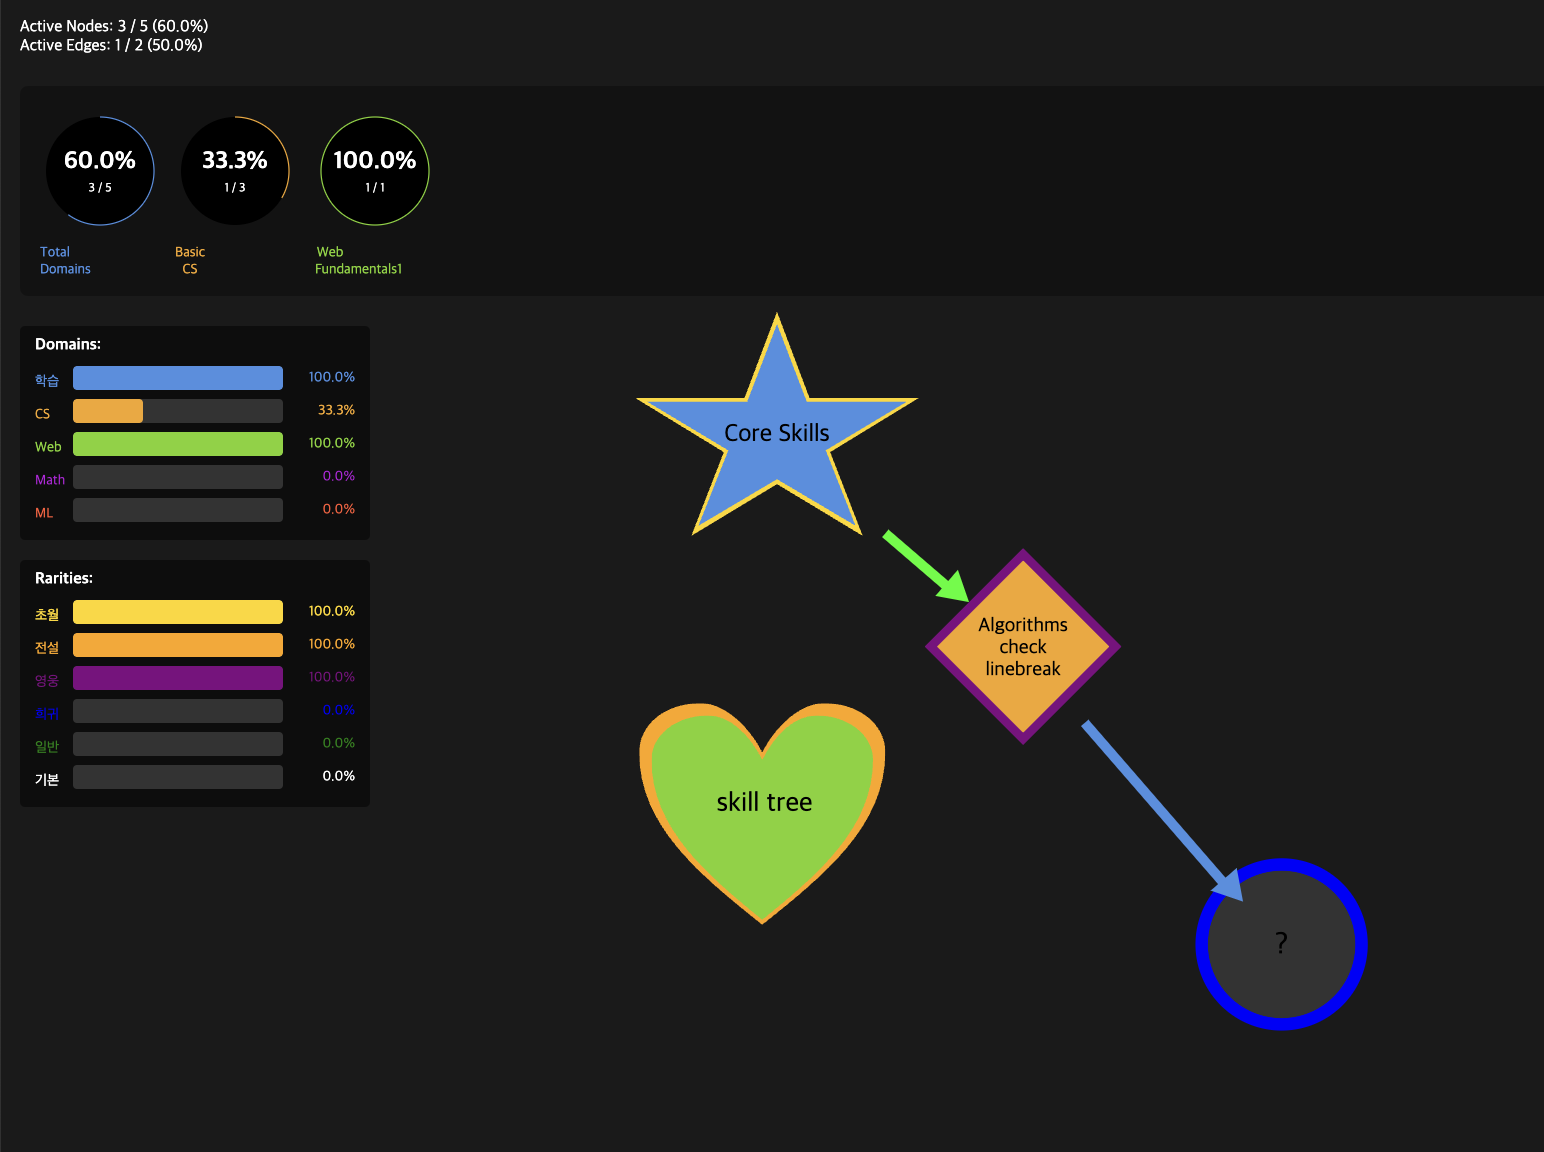 Active Nodes: 3 / 5 (60.0%)
Active Edges: 1 / 2 (50.0%)
60.0%
3 / 5
33.3%
1 / 3
100.0%
1 / 1
Total
Domains
Basic
CS
Web
Fundamentals1
Domains:
학습 100.0%
CS 33.3%
Web 100.0%
Math 0.0%
ML 0.0%
Rarities:
초월 100.0%
전설 100.0%
영웅 100.0%
희귀 0.0%
일반 0.0%
기본 0.0%
Core Skills
Algorithms
check
linebreak
skill tree
?